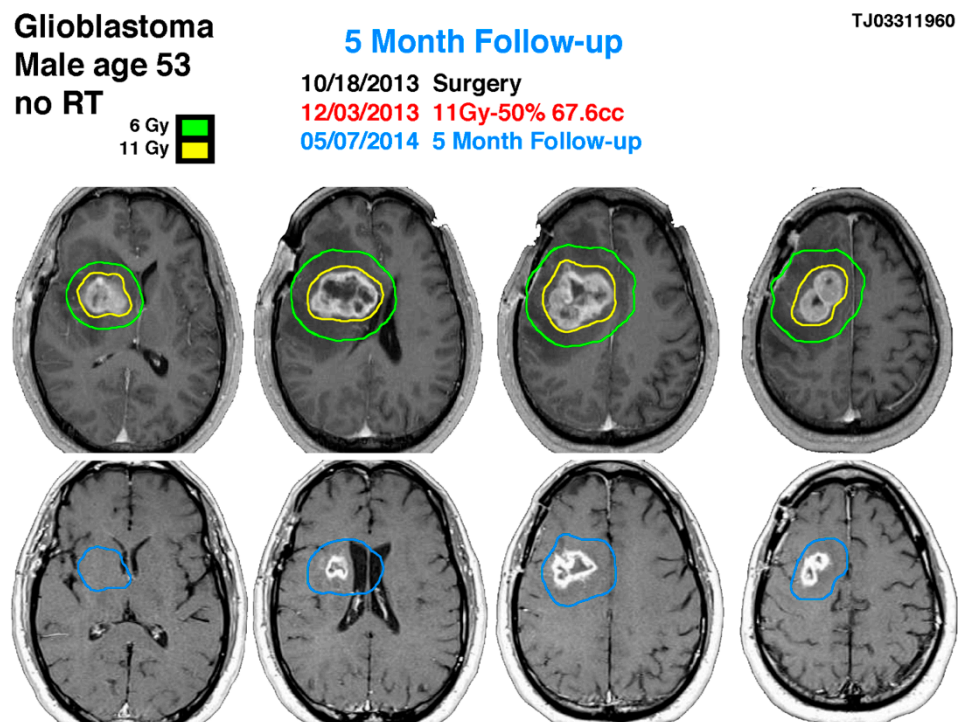 Glioblastoma
Male age 53
no RT
6 Gy
11 Gy
5 Month Follow-up
10/18/2013 Surgery
12/03/2013 11Gy-50% 67.6cc
05/07/2014 5 Month Follow-up
TJ03311960